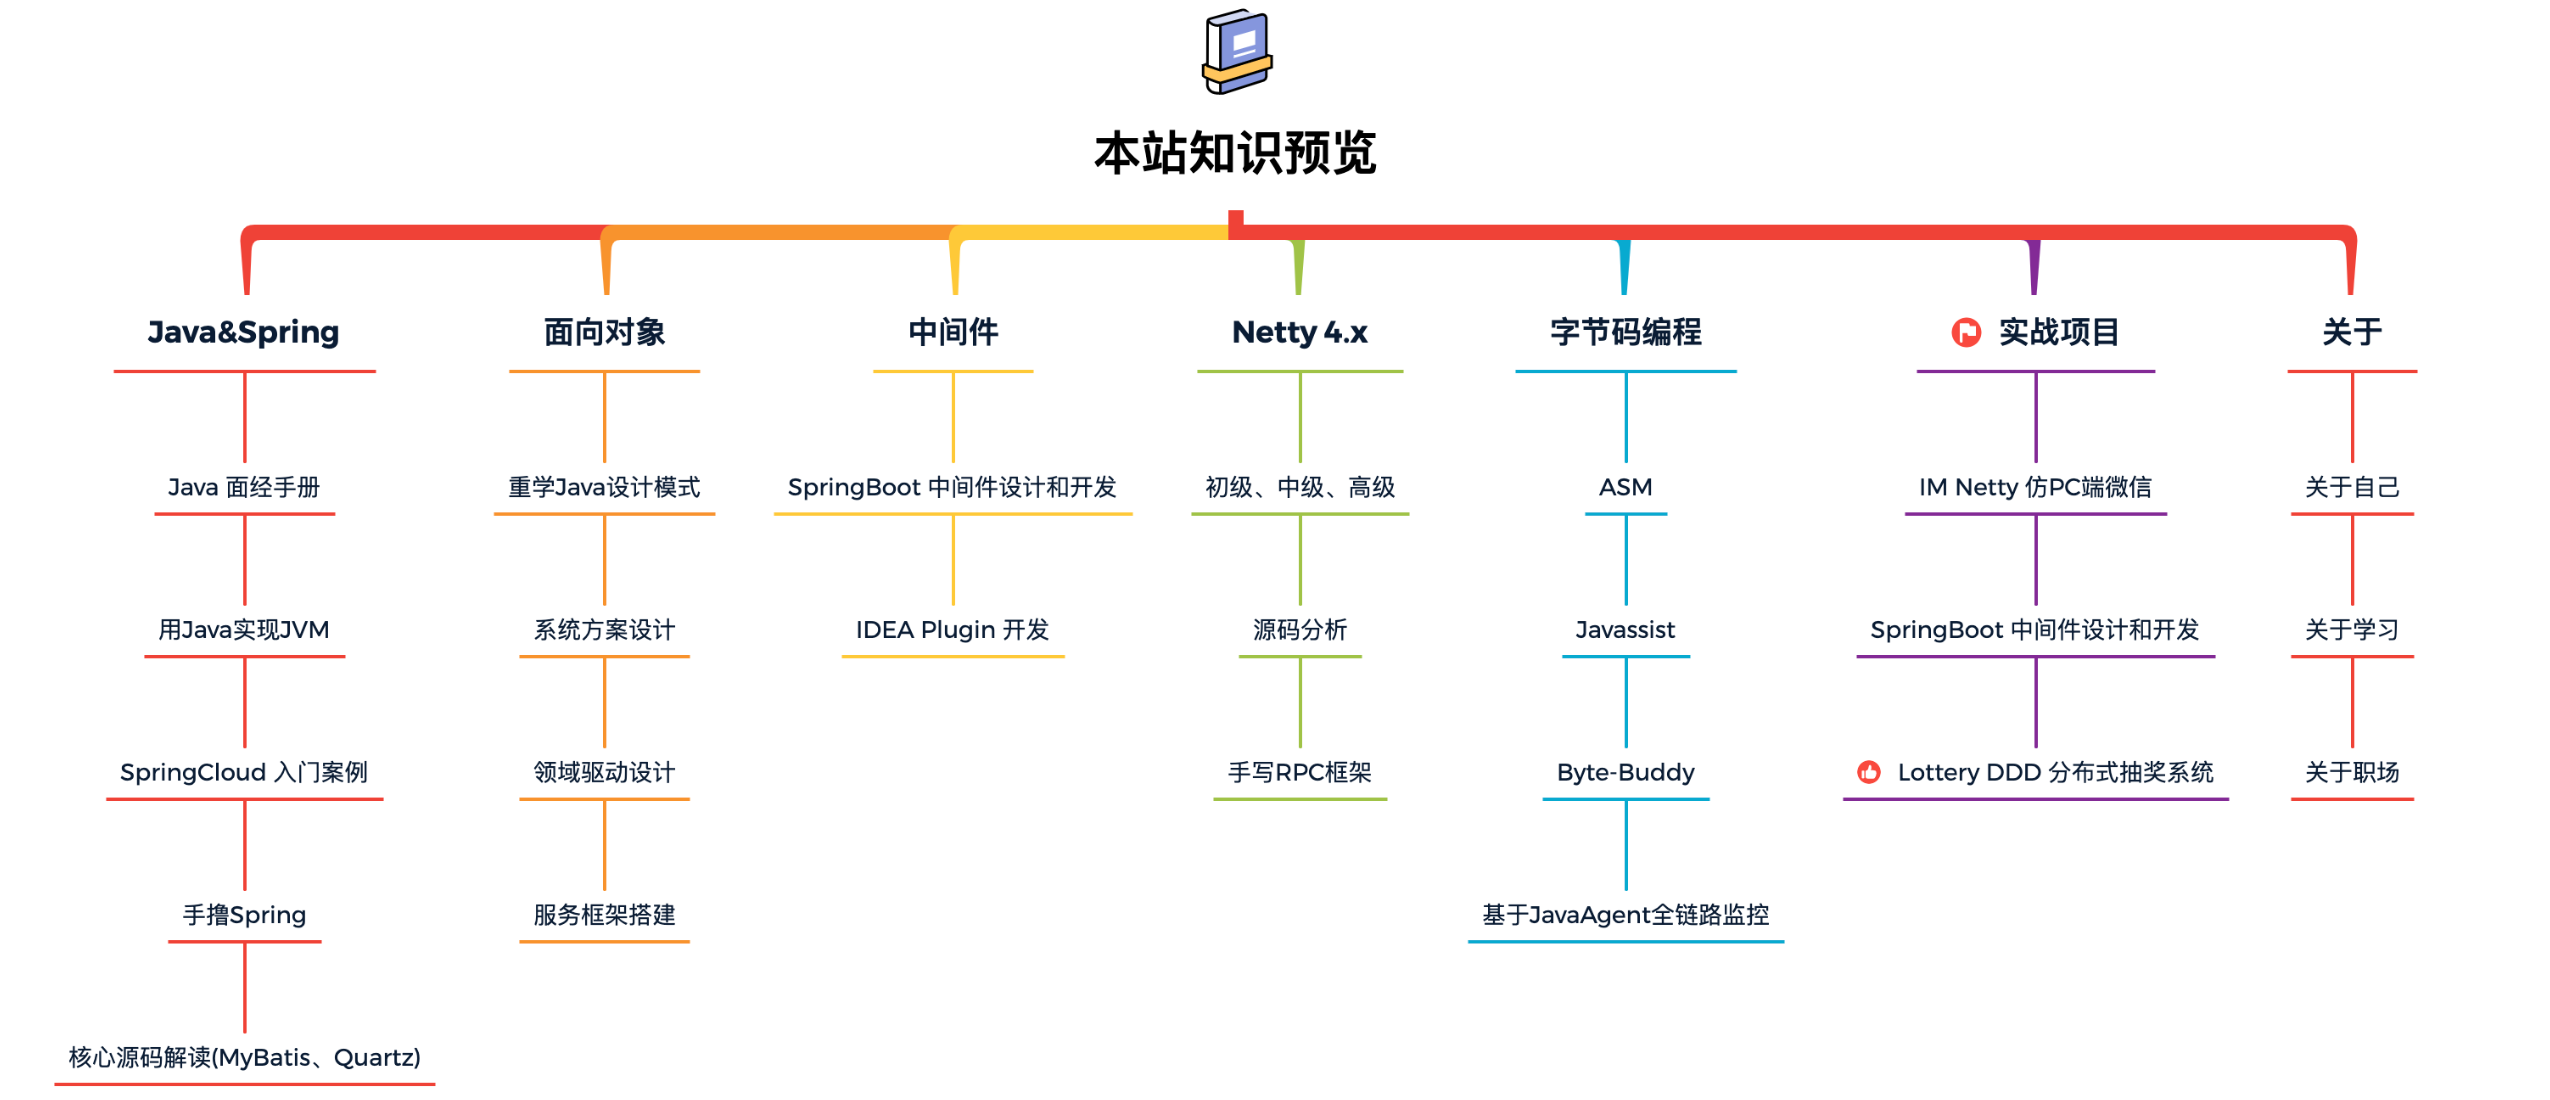 本站知识预览
Java&Spring
Java 面经手册
用Java实现JVM
SpringCloud 入门案例
手撸Spring
核心源码解读(MyBatis、Quartz)
面向对象
重学Java设计模式
系统方案设计
领域驱动设计
服务框架搭建
中间件
SpringBoot 中间件设计和开发
IDEA Plugin 开发
Netty 4.x
初级、中级、高级
源码分析
手写RPC框架
字节码编程
ASM
Javassist
Byte-Buddy
基于JavaAgent全链路监控
实战项目
IM Netty 仿PC端微信
SpringBoot 中间件设计和开发
Lottery DDD 分布式抽奖系统
关于
关于自己
关于学习
关于职场